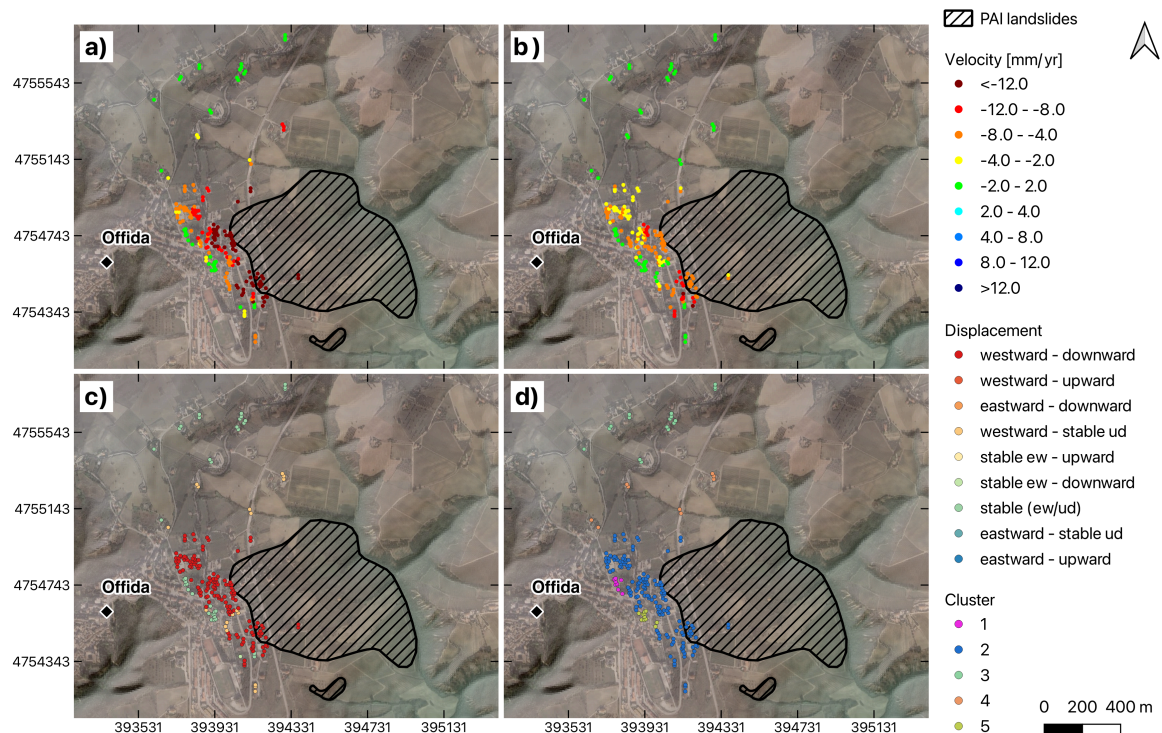 a)
b)
4755543
4755143
4754743
4754343
Offida
Offida
c)
d)
4755543
4755143
4754743
4754343
Offida
Offida
393531
393931
394331
394731
395131
393531
393931
394331
394731
395131
PAI landslides
Velocity [mm/yr]
<-12.0
-12.0 - -8.0
-8.0 - -4.0
-4.0 - -2.0
-2.0 - 2.0
2.0 - 4.0
4.0 - 8.0
8.0 - 12.0
>12.0
Displacement
westward - downward
westward - upward
eastward - downward
westward - stable ud
stable ew - upward
stable ew - downward
stable (ew/ud)
eastward - stable ud
eastward - upward
Cluster
1
2
3
4
5
0 200 400 m